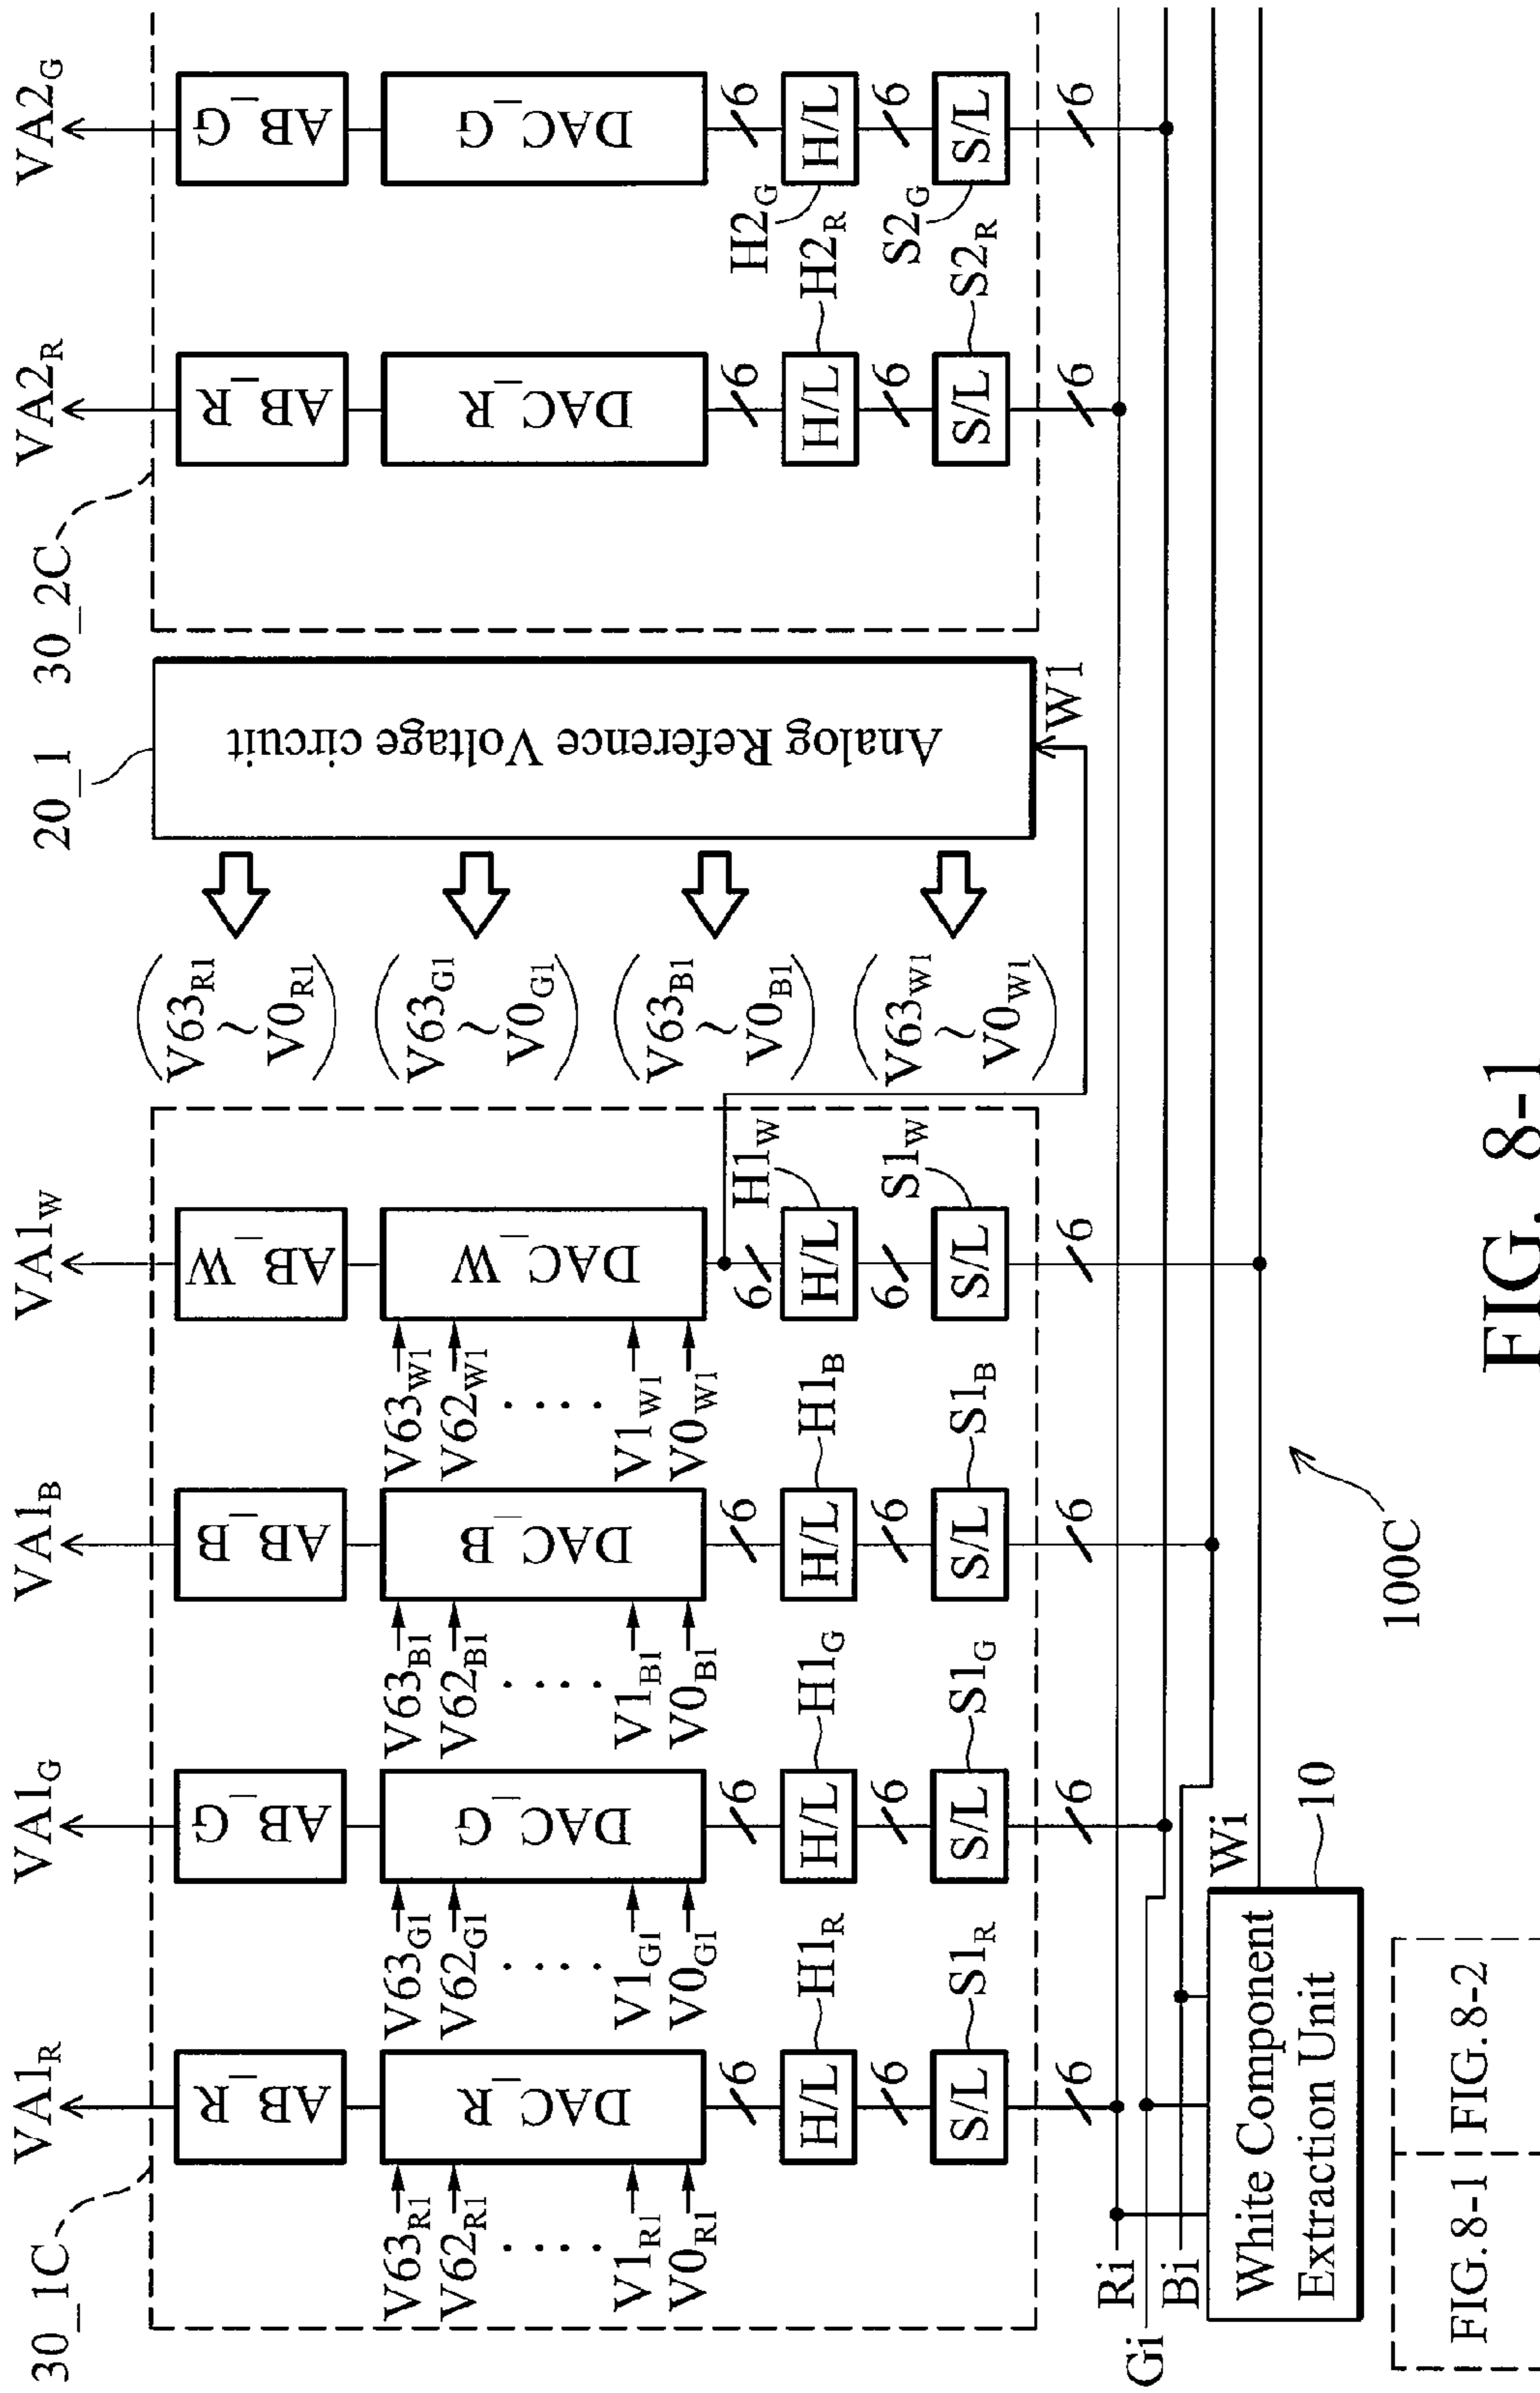 30_1C
VA1R
VA1G
VA1B
VA1W
20_1
30_2C
VA2R
VA2G
AB_R
AB_G
AB_B
AB_W
AB_R
AB_G
DAC_R
DAC_G
DAC_B
DAC_W
DAC_R
DAC_G
V63R1
V62R1
V1R1
V0R1
V63G1
V62G1
V1G1
V0G1
V63B1
V62B1
V1B1
V0B1
V63W1
V62W1
V1W1
V0W1
(V63R1 ~ V0R1)
(V63G1 ~ V0G1)
(V63B1 ~ V0B1)
(V63W1 ~ V0W1)
Analog Reference Voltage circuit
W1
6
6
6
6
6
6
H/L
H1R
H/L
H1G
H/L
H1B
H/L
H1W
H/L
H2R
H/L
H2G
6
6
6
6
6
6
S/L
S1R
S/L
S1G
S/L
S1B
S/L
S1W
S/L
S2R
S/L
S2G
6
6
6
6
6
6
Ri
Gi
Bi
Wi
White Component
Extraction Unit
10
100C
FIG.8-1
FIG.8-2
FIG. 8-1